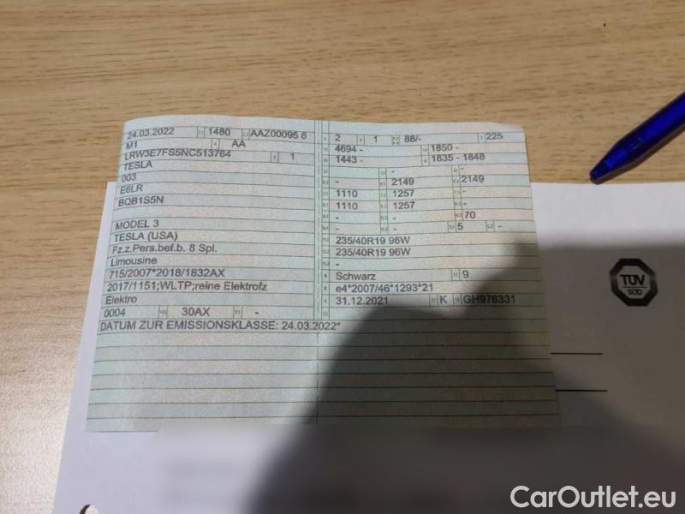 24.03.2022 1480 AAZ00095 6
M1 AA
LRW3E7FS5NC513764 1
TESLA
003
E6LR
BQB1S5N
MODEL 3
TESLA (USA)
Fz.z.Pers.bef.b. 8 Spl.
Limousine
715/2007*2018/1832AX
2017/1151;WLTP;reine Elektrofz
Elektro
0004 30AX -
DATUM ZUR EMISSIONSKLASSE: 24.03.2022*
2 1 88/- 225
4694 - 1850 -
1443 - 1835 - 1848
- -
- 2149 2149
1110 1257 -
1110 1257 -
- - 70
- 5 -
235/40R19 96W
235/40R19 96W
-
Schwarz 9
e4*2007/46*1293*21
31.12.2021 K GH976331
TÜV
SÜD
CarOutlet.eu